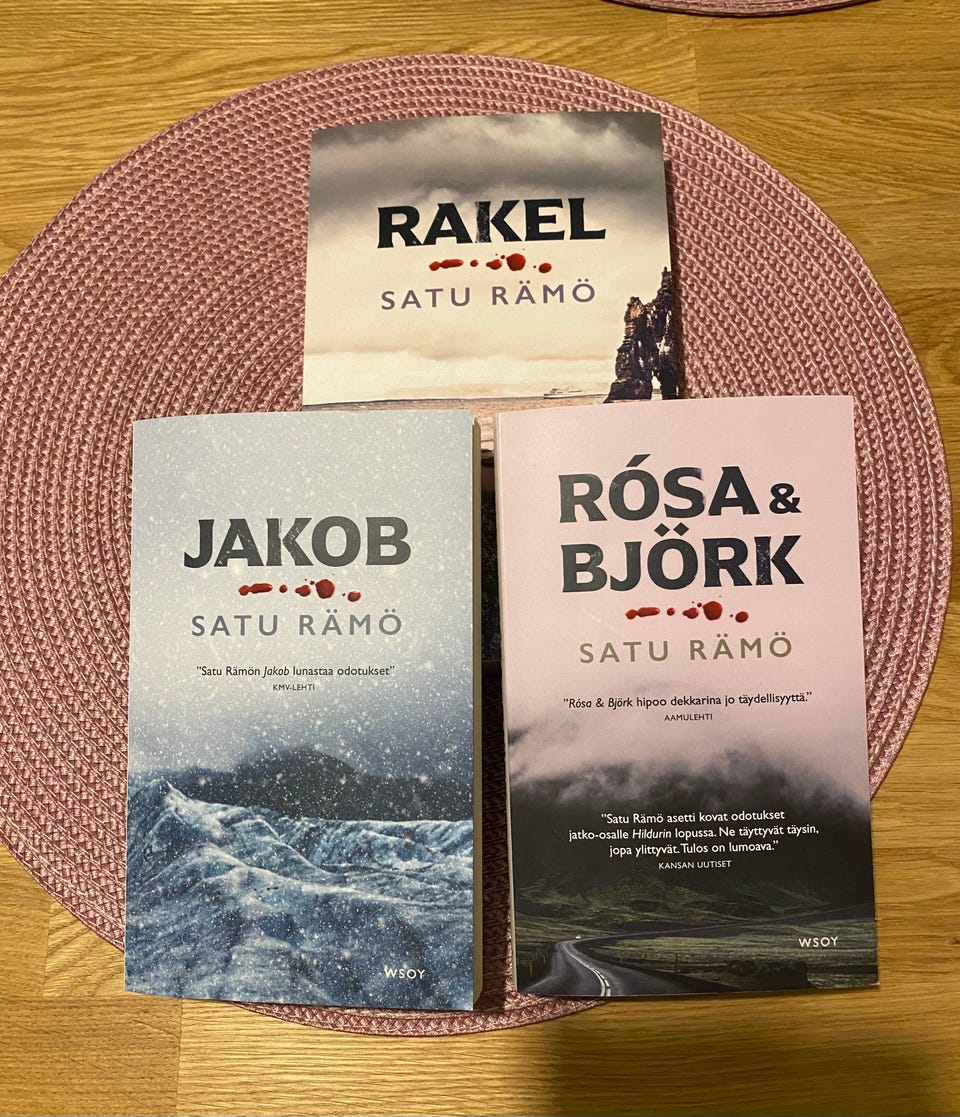 RAKEL
SATU RÄMÖ
JAKOB
SATU RÄMÖ
"Satu Rämön Jakob lunastaa odotukset"
KMV-LEHTI
WSOY
RÓSA &
BJÖRK
SATU RÄMÖ
"Rósa & Björk hipoo dekkarina jo täydellisyyttä."
AAMULEHTI
"Satu Rämö asetti kovat odotukset
jatko-osalle Hildurin lopussa. Ne täyttyvät täysin,
jopa ylittyvät. Tulos on lumoava."
KANSAN UUTISET
WSOY